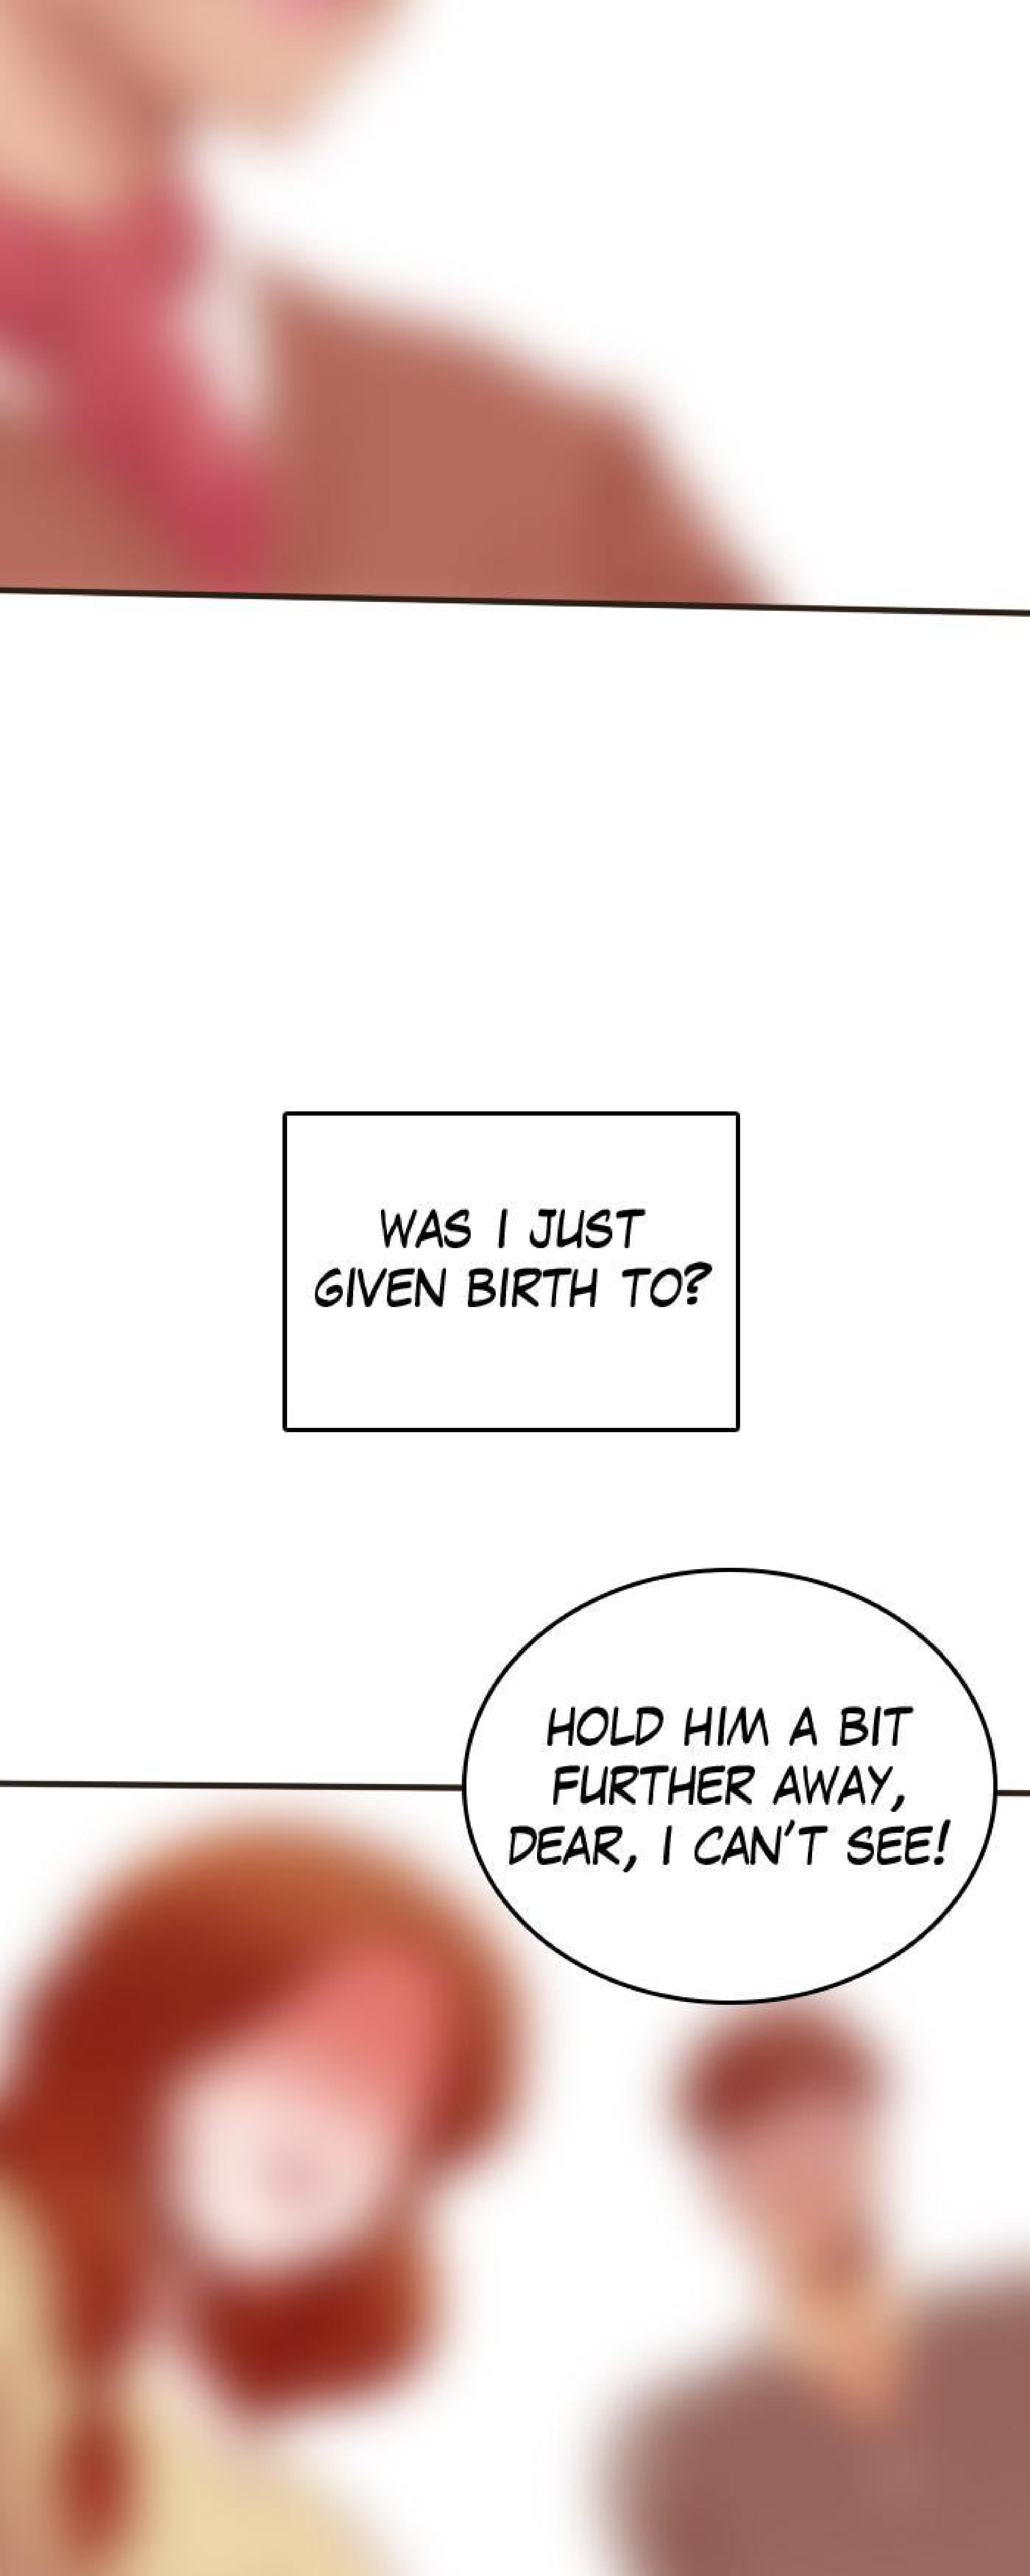 WAS I JUST
GIVEN BIRTH TO?
HOLD HIM A BIT
FURTHER AWAY,
DEAR, I CAN'T SEE!